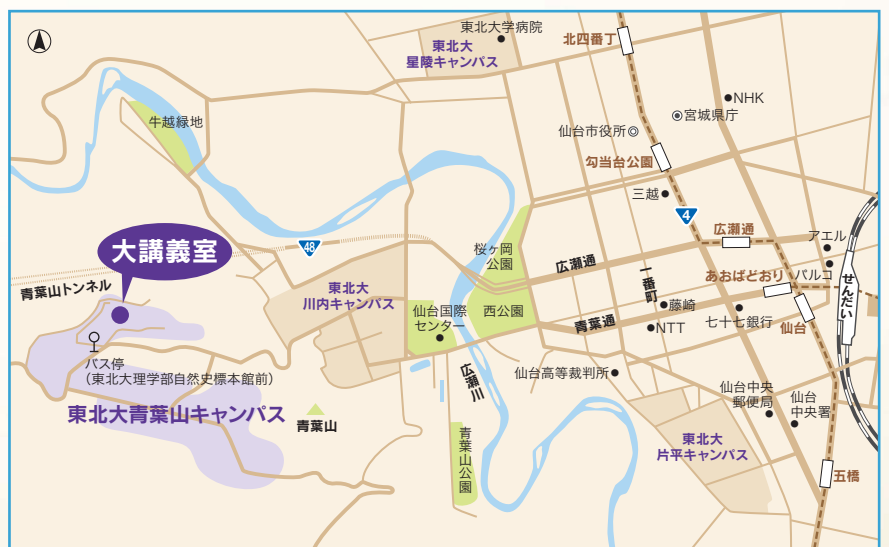 東北大学病院
東北大
星陵キャンパス
北四番丁
NHK
宮城県庁
仙台市役所
牛越緑地
勾当台公園
三越
4
広瀬通
アエル
大講義室
48
桜ヶ岡
公園
広瀬通
一番町
あおばどおり
パルコ
せんだい
青葉山トンネル
東北大
川内キャンパス
仙台国際
センター
西公園
青葉通
藤崎
NTT
七十七銀行
仙台
バス停
(東北大理学部自然史標本館前)
広瀬川
仙台高等裁判所
仙台中央
郵便局
仙台
中央署
東北大青葉山キャンパス
青葉山
青葉山公園
東北大
片平キャンパス
五橋